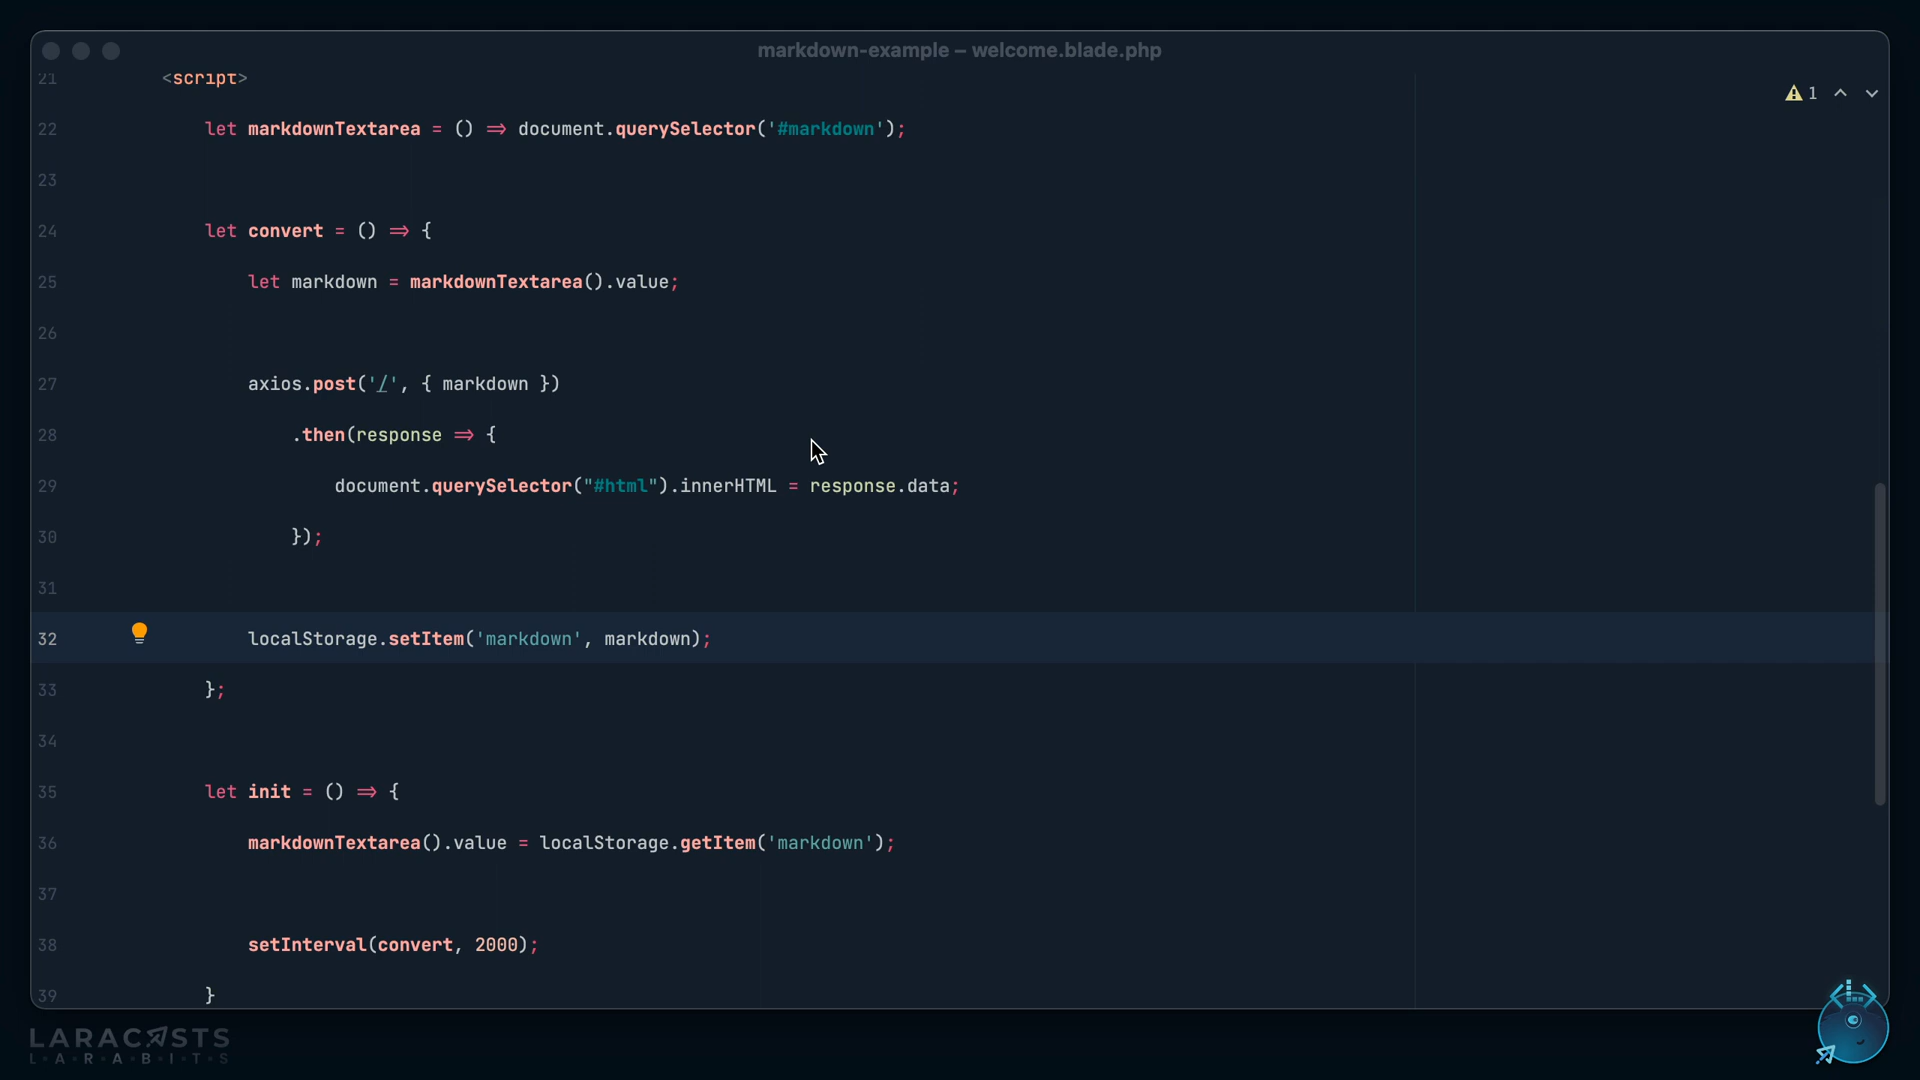 markdown-example – welcome.blade.php
21 <script>
1
22 let markdownTextarea = () => document.querySelector('#markdown');
23
24 let convert = () => {
25 let markdown = markdownTextarea().value;
26
27 axios.post('/', { markdown })
28 .then(response => {
29 document.querySelector("#html").innerHTML = response.data;
30 });
31
32 localStorage.setItem('markdown', markdown);
33 };
34
35 let init = () => {
36 markdownTextarea().value = localStorage.getItem('markdown');
37
38 setInterval(convert, 2000);
39 }
LARACASTS
L·A·R·A·B·I·T·S